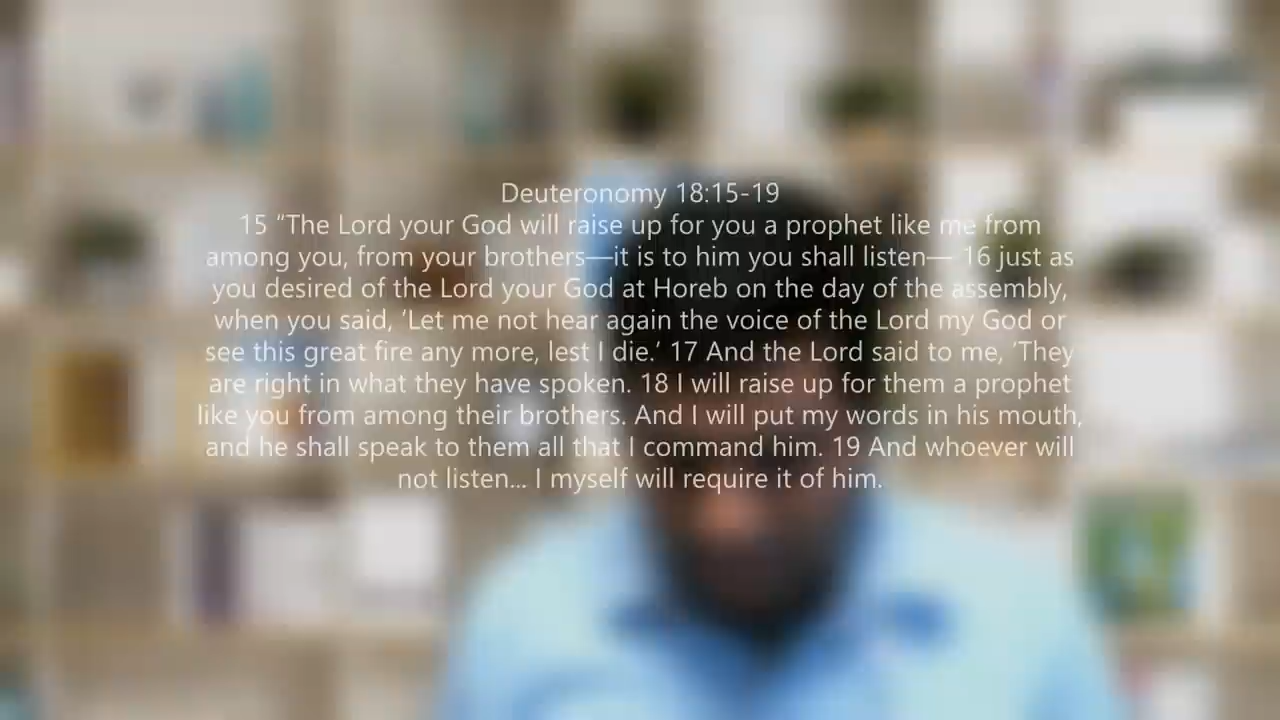 Deuteronomy 18:15-19
15 “The Lord your God will raise up for you a prophet like me from
among you, from your brothers—it is to him you shall listen— 16 just as
you desired of the Lord your God at Horeb on the day of the assembly,
when you said, ‘Let me not hear again the voice of the Lord my God or
see this great fire any more, lest I die.’ 17 And the Lord said to me, ‘They
are right in what they have spoken. 18 I will raise up for them a prophet
like you from among their brothers. And I will put my words in his mouth,
and he shall speak to them all that I command him. 19 And whoever will
not listen... I myself will require it of him.